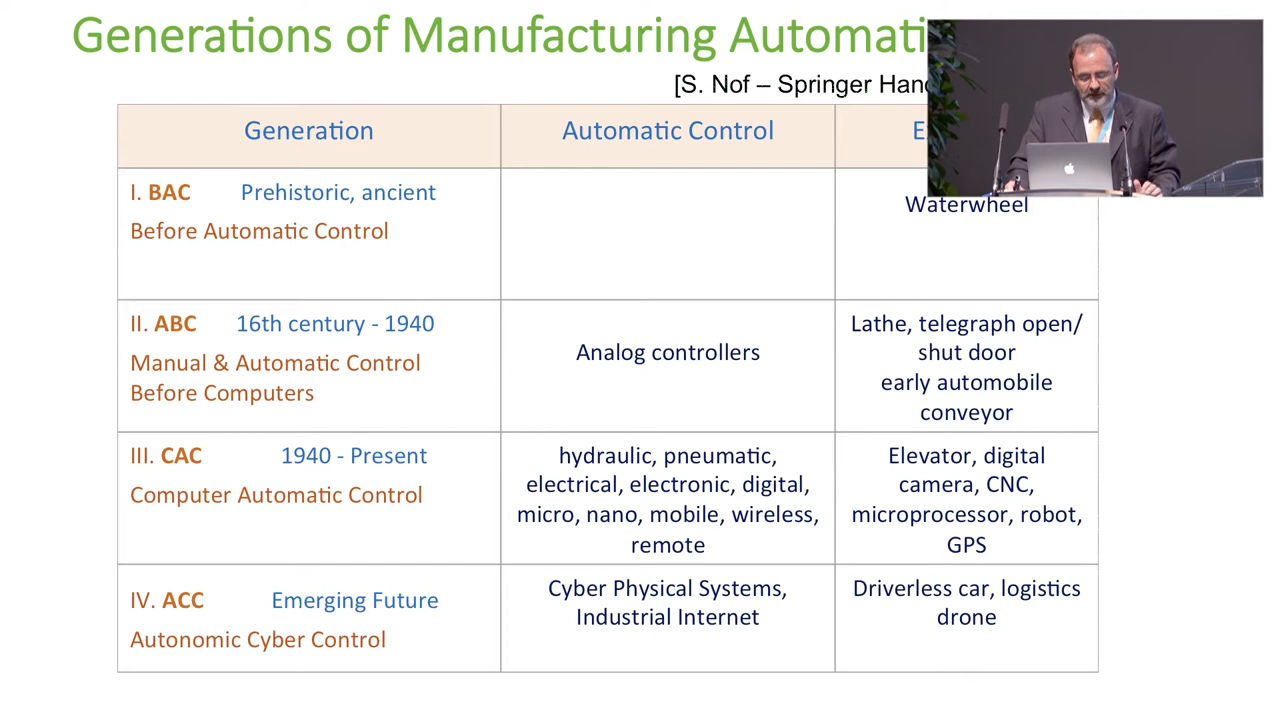 Generations of Manufacturing
[S. Nof – Springer
Generation
Automatic Control
I. BAC Prehistoric, ancient
Before Automatic Control
Waterwheel
II. ABC 16th century - 1940
Manual & Automatic Control
Before Computers
Analog controllers
Lathe, telegraph open/
shut door
early automobile
conveyor
III. CAC 1940 - Present
Computer Automatic Control
hydraulic, pneumatic,
electrical, electronic, digital,
micro, nano, mobile, wireless,
remote
Elevator, digital
camera, CNC,
microprocessor, robot,
GPS
IV. ACC Emerging Future
Autonomic Cyber Control
Cyber Physical Systems,
Industrial Internet
Driverless car, logistics
drone